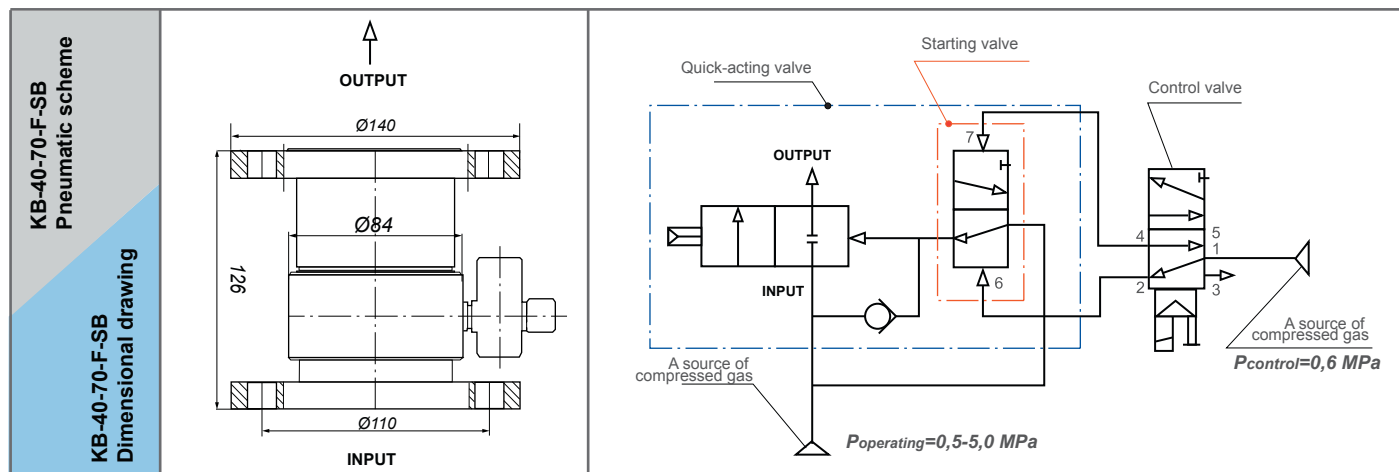 KB-40-70-F-SB
Pneumatic scheme
KB-40-70-F-SB
Dimensional drawing
OUTPUT
Ø140
Ø84
126
Ø110
INPUT
Starting valve
Quick-acting valve
Control valve
7
OUTPUT
4
5
1
2
3
6
INPUT
A source of
compressed gas
Pcontrol=0,6 MPa
A source of
compressed gas
Poperating=0,5-5,0 MPa